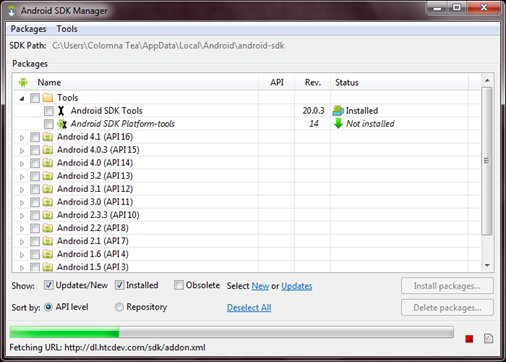 Android SDK Manager
Packages Tools
SDK Path: C:\Users\Colomna Tea\AppData\Local\Android\android-sdk
Packages
Name API Rev. Status
Tools
Android SDK Tools 20.0.3 Installed
Android SDK Platform-tools 14 Not installed
Android 4.1 (API 16)
Android 4.0.3 (API 15)
Android 4.0 (API 14)
Android 3.2 (API 13)
Android 3.1 (API 12)
Android 3.0 (API 11)
Android 2.3.3 (API 10)
Android 2.2 (API 8)
Android 2.1 (API 7)
Android 1.6 (API 4)
Android 1.5 (API 3)
Show: Updates/New Installed Obsolete Select New or Updates Install packages...
Sort by: API level Repository Deselect All Delete packages...
Fetching URL: http://dl.htcdev.com/sdk/addon.xml